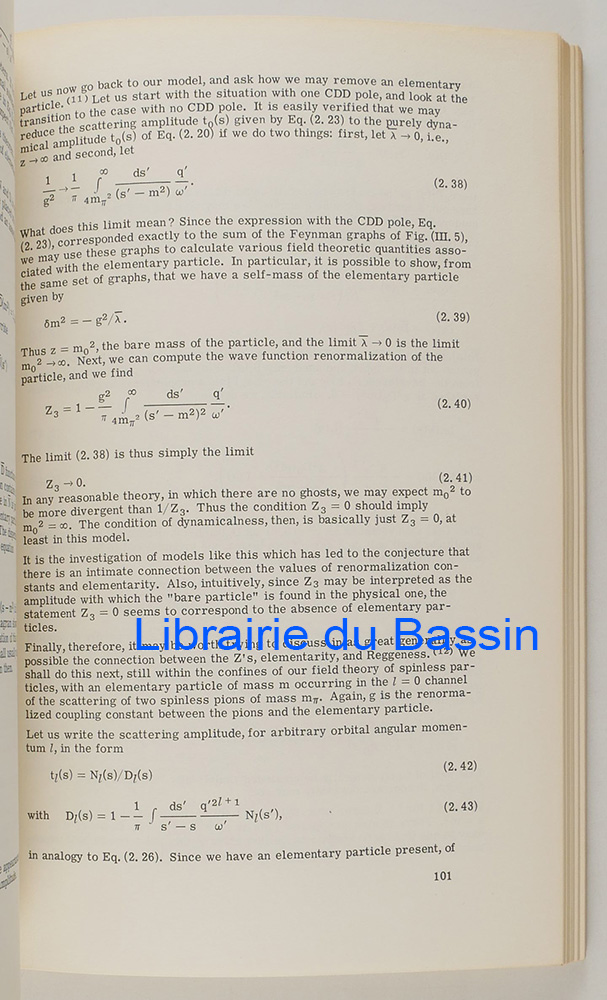 Let us now go back to our model, and ask how we may remove an elementary
particle. (11) Let us start with the situation with one CDD pole, and look at the
transition to the case with no CDD pole. It is easily verified that we may
reduce the scattering amplitude t₀(s) given by Eq. (2. 23) to the purely dyna-
mical amplitude t₀(s) of Eq. (2. 20) if we do two things: first, let λ̄ → 0, i.e.,
z → ∞ and second, let
1/g² → 1/π ∫_{4mπ²}^{∞} ds′/(s′ − m²) q′/ω′. (2. 38)
What does this limit mean? Since the expression with the CDD pole, Eq.
(2. 23), corresponded exactly to the sum of the Feynman graphs of Fig. (III. 5),
we may use these graphs to calculate various field theoretic quantities asso-
ciated with the elementary particle. In particular, it is possible to show, from
the same set of graphs, that we have a self-mass of the elementary particle
given by
δm² = − g²/λ̄. (2. 39)
Thus z = m₀², the bare mass of the particle, and the limit λ̄ → 0 is the limit
m₀² → ∞. Next, we can compute the wave function renormalization of the
particle, and we find
Z₃ = 1 − g²/π ∫_{4mπ²}^{∞} ds′/(s′ − m²)² q′/ω′. (2. 40)
The limit (2. 38) is thus simply the limit
Z₃ → 0. (2. 41)
In any reasonable theory, in which there are no ghosts, we may expect m₀² to
be more divergent than 1/Z₃. Thus the condition Z₃ = 0 should imply
m₀² = ∞. The condition of dynamicalness, then, is basically just Z₃ = 0, at
least in this model.
It is the investigation of models like this which has led to the conjecture that
there is an intimate connection between the values of renormalization con-
stants and elementarity. Also, intuitively, since Z₃ may be interpreted as the
amplitude with which the "bare particle" is found in the physical one, the
statement Z₃ = 0 seems to correspond to the absence of elementary par-
ticles.
Librairie du Bassin
Finally, therefore, it may be worth trying to discuss in as great generality as
possible the connection between the Z's, elementarity, and Reggeness. (12) We
shall do this next, still within the confines of our field theory of spinless par-
ticles, with an elementary particle of mass m occurring in the l = 0 channel
of the scattering of two spinless pions of mass mπ. Again, g is the renorma-
lized coupling constant between the pions and the elementary particle.
Let us write the scattering amplitude, for arbitrary orbital angular momen-
tum l, in the form
tₗ(s) = Nₗ(s)/Dₗ(s) (2. 42)
with Dₗ(s) = 1 − 1/π ∫ ds′/(s′ − s) q′²ˡ⁺¹/ω′ Nₗ(s′), (2. 43)
in analogy to Eq. (2. 26). Since we have an elementary particle present, of
101